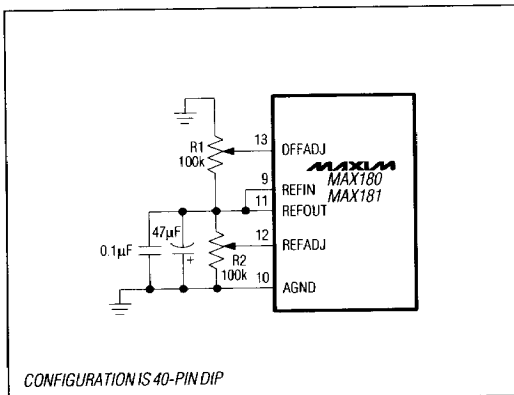 R1
100k
13
OFFADJ
MAXIM
MAX180
MAX181
9
REFIN
11
REFOUT
0.1µF
47µF
+
12
REFADJ
R2
100k
10
AGND
CONFIGURATION IS 40-PIN DIP